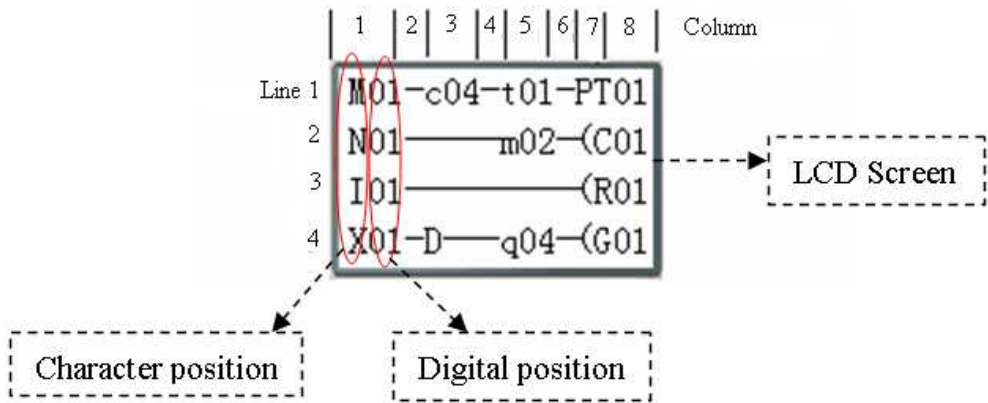 1 2 3 4 5 6 7 8 Column
Line 1 M01-c04-t01-PT01
2 N01———m02-(C01
3 I01—————(R01
4 X01-D——q04-(G01
LCD Screen
Character position
Digital position